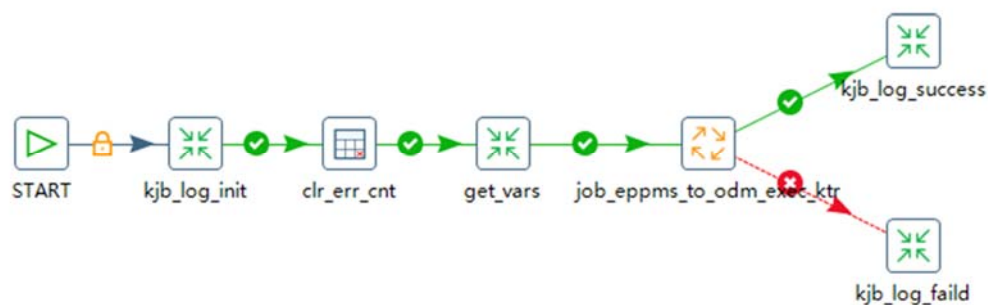 kjb_log_success
START
kjb_log_init
clr_err_cnt
get_vars
job_eppms_to_odm_exec_ktr
kjb_log_faild